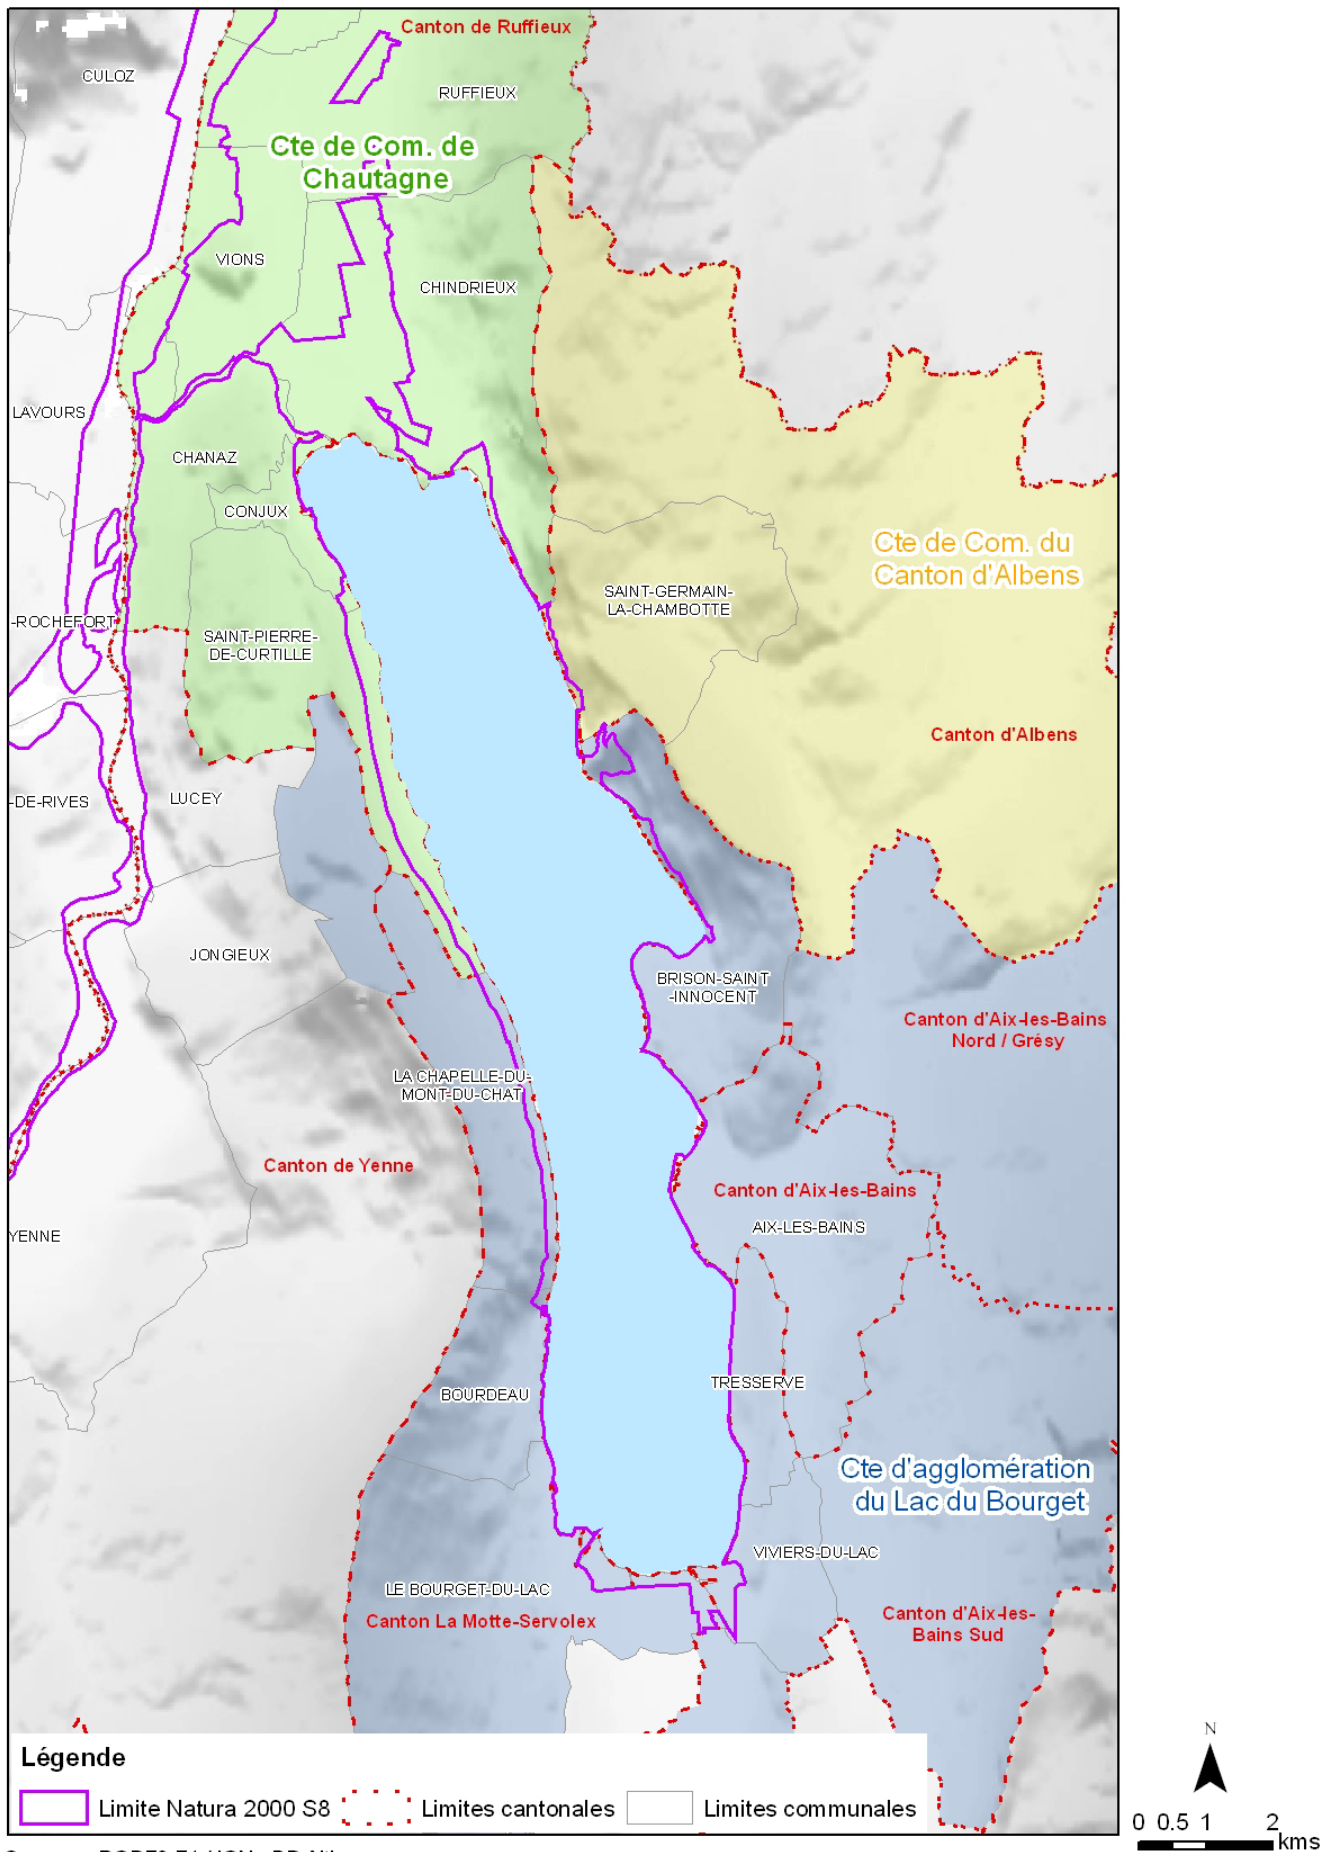 Canton de Ruffieux
CULOZ
RUFFIEUX
Cte de Com. de
Chautagne
VIONS
CHINDRIEUX
LAVOURS
CHANAZ
CONJUX
Cte de Com. du
Canton d'Albens
SAINT-GERMAIN-
LA-CHAMBOTTE
-ROCHEFORT
SAINT-PIERRE-
DE-CURTILLE
Canton d'Albens
-DE-RIVES
LUCEY
JONGIEUX
BRISON-SAINT
-INNOCENT
Canton d'Aix-les-Bains
Nord / Grésy
LA CHAPELLE-DU-
MONT-DU-CHAT
Canton de Yenne
Canton d'Aix-les-Bains
AIX-LES-BAINS
YENNE
TRESSERVE
BOURDEAU
Cte d'agglomération
du Lac du Bourget
VIVIERS-DU-LAC
LE BOURGET-DU-LAC
Canton La Motte-Servolex
Canton d'Aix-les-
Bains Sud
Légende
Limite Natura 2000 S8
Limites cantonales
Limites communales
N
0 0.5 1 2
kms